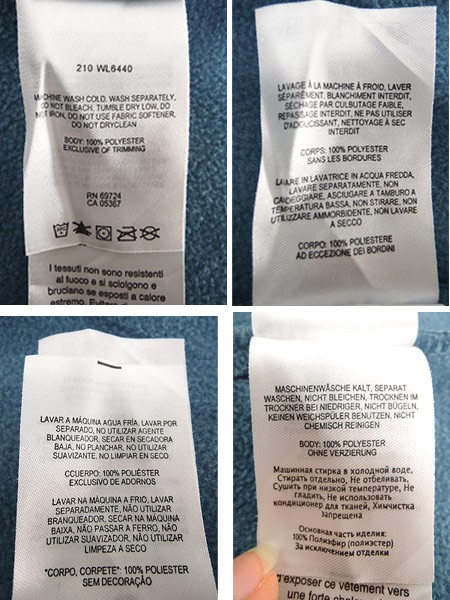 210 WL6440
MACHINE WASH COLD, WASH SEPARATELY,
DO NOT BLEACH. TUMBLE DRY LOW, DO
NOT IRON, DO NOT USE FABRIC SOFTENER.
DO NOT DRYCLEAN
BODY: 100% POLYESTER
EXCLUSIVE OF TRIMMING
RN 69724
CA 05367
I tessuti non sono resistenti
al fuoco e si sciolgono e
bruciano se esposti a calore
estremo.
LAVAGE À LA MACHINE À FROID, LAVER
SÉPARÉMENT, BLANCHIMENT INTERDIT,
SÉCHAGE PAR CULBUTAGE FAIBLE,
REPASSAGE INTERDIT, NE PAS UTILISER
D'ADOUCISSANT, NETTOYAGE À SEC
INTERDIT
CORPS: 100% POLYESTER
SANS LES BORDURES
LAVARE IN LAVATRICE IN ACQUA FREDDA,
LAVARE SEPARATAMENTE, NON
CANDEGGIARE, ASCIUGARE A TAMBURO A
TEMPERATURA BASSA, NON STIRARE, NON
UTILIZZARE AMMORBIDENTE, NON LAVARE
A SECCO
CORPO: 100% POLIESTERE
AD ECCEZIONE DEI BORDINI
LAVAR A MÁQUINA AGUA FRÍA, LAVAR POR
SEPARADO, NO UTILIZAR AGENTE
BLANQUEADOR, SECAR EN SECADORA
BAJA, NO PLANCHAR, NO UTILIZAR
SUAVIZANTE, NO LIMPIAR EN SECO
CCUERPO: 100% POLIÉSTER
EXCLUSIVO DE ADORNOS
LAVAR NA MÁQUINA A FRIO, LAVAR
SEPARADAMENTE, NÃO UTILIZAR
BRANQUEADOR, SECAR NA MÁQUINA
BAIXA, NÃO PASSAR A FERRO, NÃO
UTILIZAR SUAVIZADOR, NÃO UTILIZAR
LIMPEZA A SECO
"CORPO, CORPETE": 100% POLIESTER
SEM DECORAÇÃO
MASCHINENWÄSCHE KALT, SEPARAT
WASCHEN, NICHT BLEICHEN, TROCKNEN IM
TROCKNER BEI NIEDRIGER, NICHT BÜGELN,
KEINEN WEICHSPÜLER BENUTZEN, NICHT
CHEMISCH REINIGEN
BODY: 100% POLYESTER
OHNE VERZIERUNG
Машинная стирка в холодной воде,
Стирать отдельно, Не отбеливать,
Сушить при низкой температуре, Не
гладить, Не использовать
кондиционер для тканей, Химчистка
запрещена
Основная часть изделия:
100% Полиэфир (полиэстер)
За исключением отделки
d'exposer ce vêtement vers
une forte